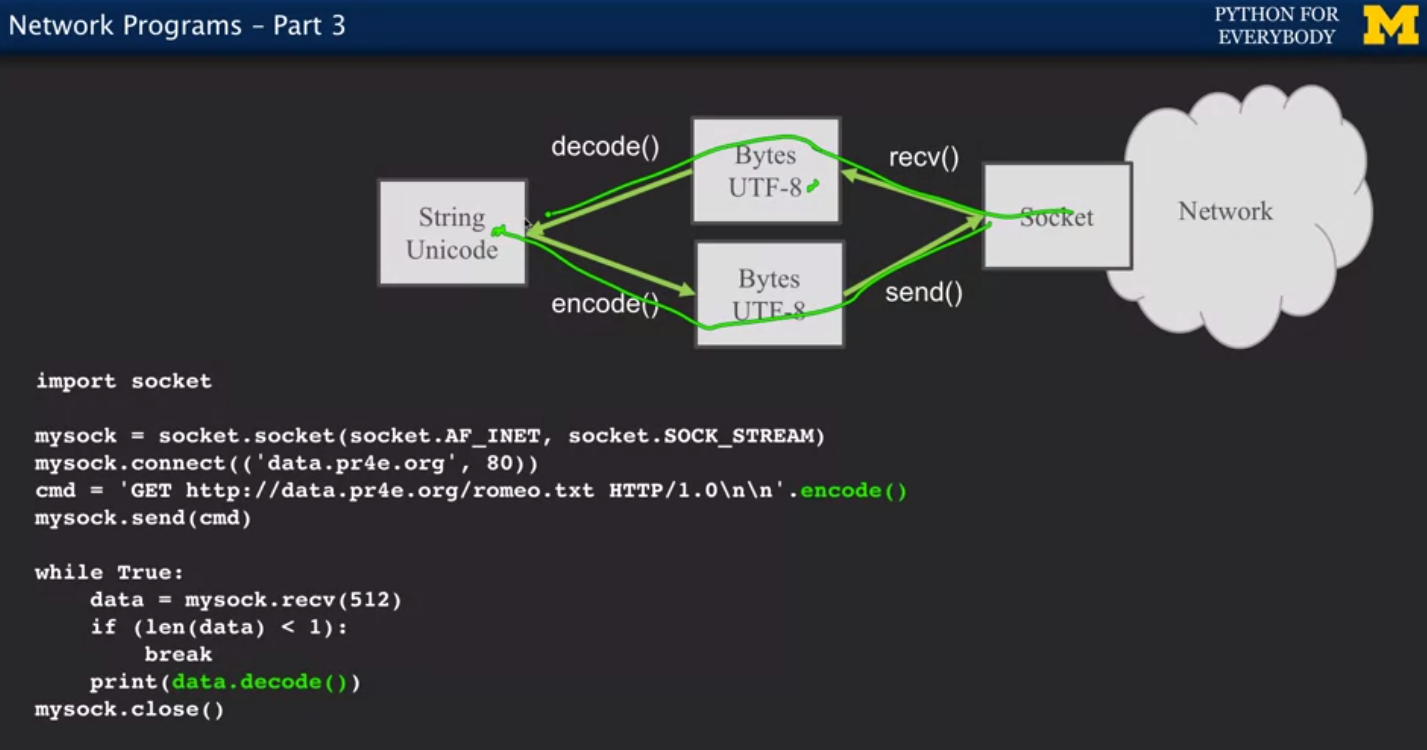 Network Programs – Part 3
PYTHON FOR
EVERYBODY
M
decode()
Bytes
UTF-8
recv()
String
Unicode
Socket
Network
encode()
Bytes
UTF-8
send()
import socket
mysock = socket.socket(socket.AF_INET, socket.SOCK_STREAM)
mysock.connect(('data.pr4e.org', 80))
cmd = 'GET http://data.pr4e.org/romeo.txt HTTP/1.0\n\n'.encode()
mysock.send(cmd)
while True:
    data = mysock.recv(512)
    if (len(data) < 1):
        break
    print(data.decode())
mysock.close()